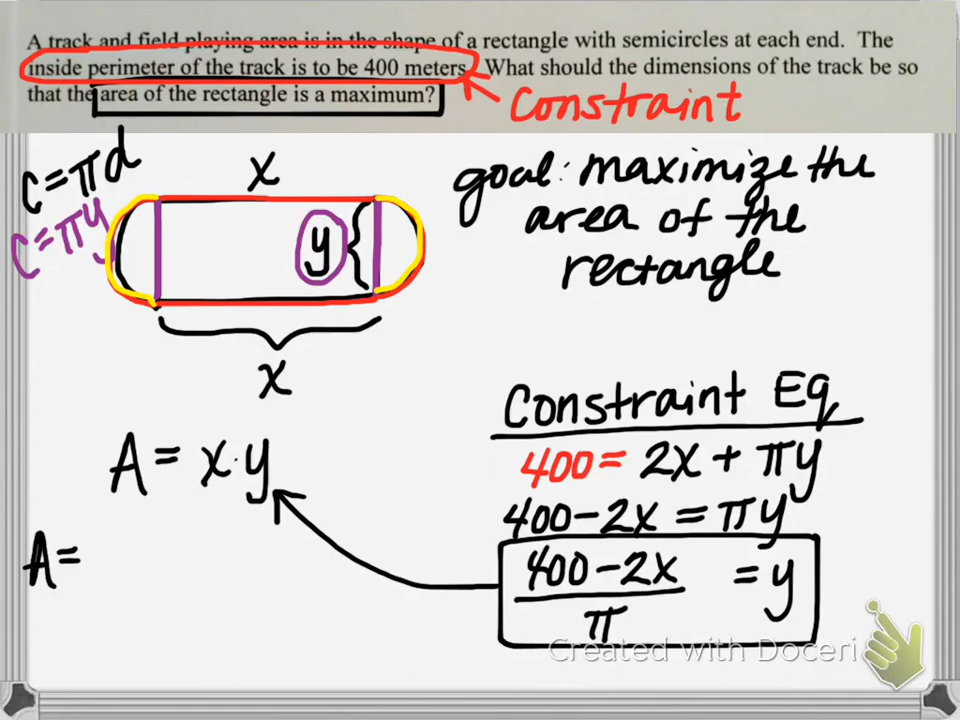 A track and field playing area is in the shape of a rectangle with semicircles at each end. The
inside perimeter of the track is to be 400 meters. What should the dimensions of the track be so
that the area of the rectangle is a maximum?
Constraint
C=πd
C=πy
x
y
x
goal: maximize the
area of the
rectangle
Constraint Eq
400= 2x + πy
400-2x = πy
400-2x
π
= y
A= x·y
A=
Created with Doceri